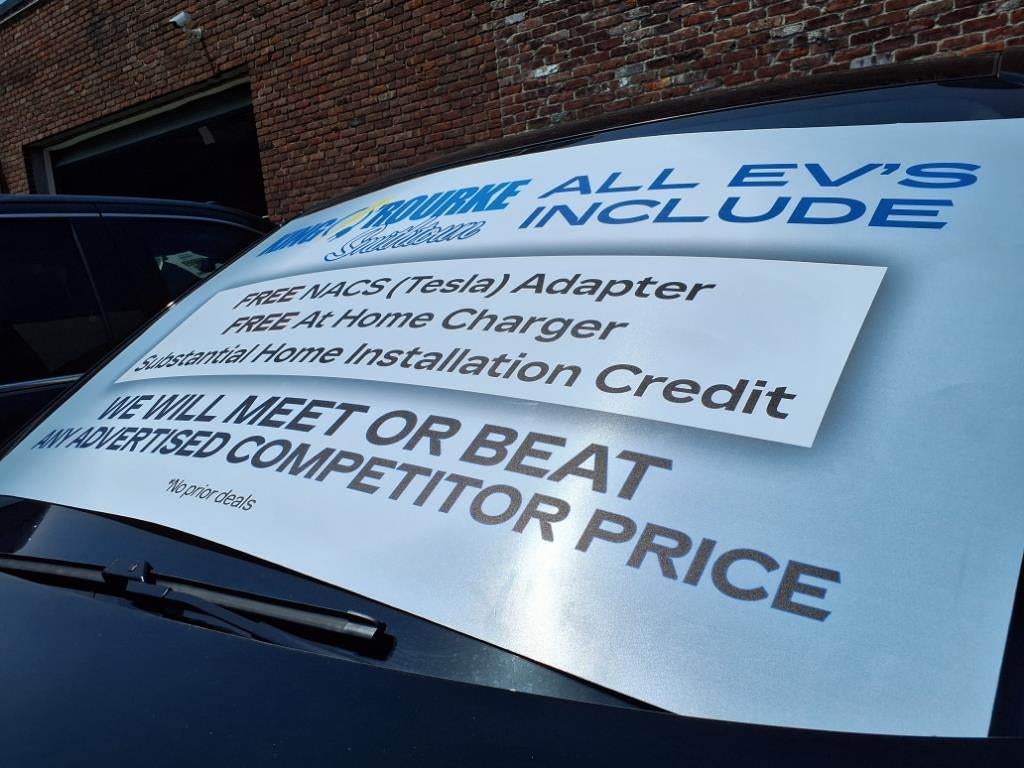 KING O'ROURKE
Smithtown
ALL EV'S
INCLUDE
FREE NACS (Tesla) Adapter
FREE At Home Charger
Substantial Home Installation Credit
WE WILL MEET OR BEAT
ANY ADVERTISED COMPETITOR PRICE
*No prior deals